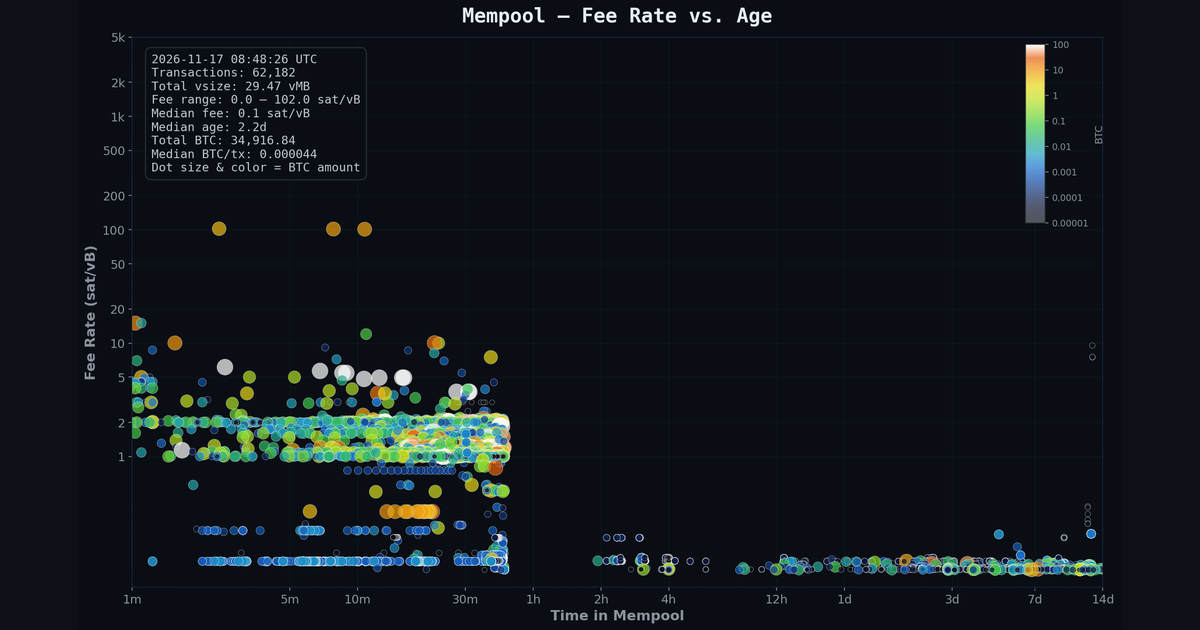 Mempool — Fee Rate vs. Age
2026-11-17 08:48:26 UTC
Transactions: 62,182
Total vsize: 29.47 vMB
Fee range: 0.0 — 102.0 sat/vB
Median fee: 0.1 sat/vB
Median age: 2.2d
Total BTC: 34,916.84
Median BTC/tx: 0.000044
Dot size & color = BTC amount
100
10
1
0.1
0.01
0.001
0.0001
0.00001
BTC
Fee Rate (sat/vB)
5k
2k
1k
500
200
100
50
20
10
5
2
1
1m
5m
10m
30m
1h
2h
4h
12h
1d
3d
7d
14d
Time in Mempool